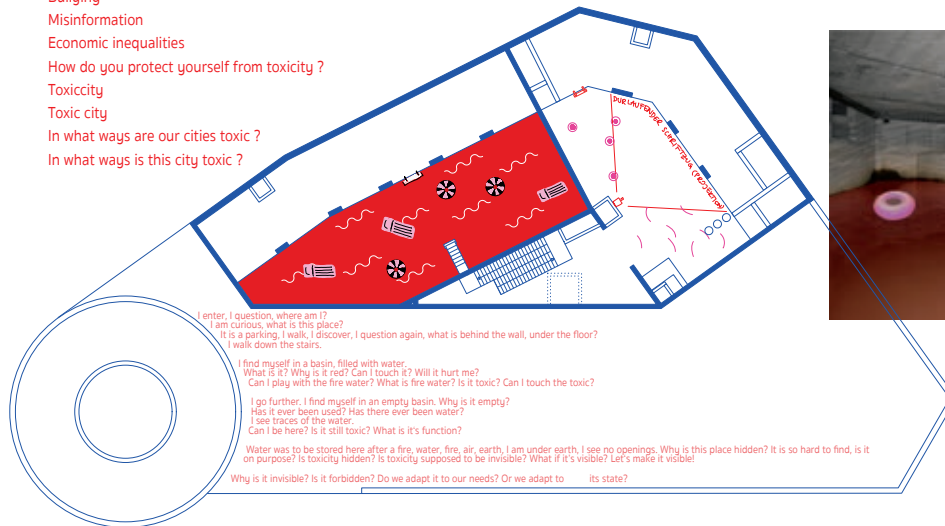 Misinformation
Economic inequalities
How do you protect yourself from toxicity ?
Toxiccity
Toxic city
In what ways are our cities toxic ?
In what ways is this city toxic ?
I enter, I question, where am I?
I am curious, what is this place?
It is a parking, I walk, I discover, I question again, what is behind the wall, under the floor?
I walk down the stairs.
I find myself in a basin, filled with water.
What is it? Why is it red? Can I touch it? Will it hurt me?
Can I play with the fire water? What is fire water? Is it toxic? Can I touch the toxic?
I go further. I find myself in an empty basin. Why is it empty?
Has it ever been used? Has there ever been water?
I see traces of the water.
Can I be here? Is it still toxic? What is it's function?
Water was to be stored here after a fire, water, fire, air, earth, I am under earth, I see no openings. Why is this place hidden? It is so hard to find, is it
on purpose? Is toxicity hidden? Is toxicity supposed to be invisible? What if it's visible? Let's make it visible!
Why is it invisible? Is it forbidden? Do we adapt it to our needs? Or we adapt to its state?